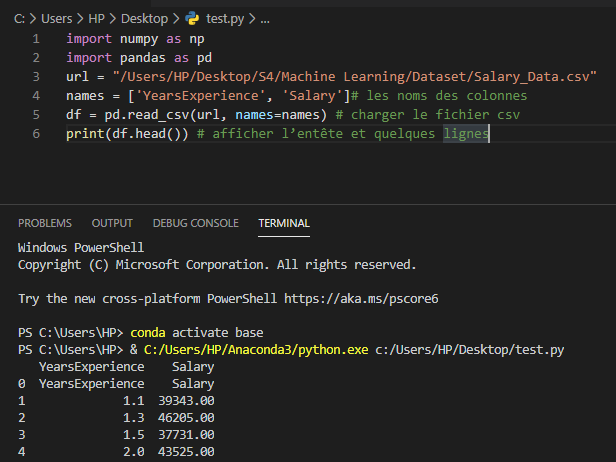 C: > Users > HP > Desktop > test.py > ...
1 import numpy as np
2 import pandas as pd
3 url = "/Users/HP/Desktop/S4/Machine Learning/Dataset/Salary_Data.csv"
4 names = ['YearsExperience', 'Salary']# les noms des colonnes
5 df = pd.read_csv(url, names=names) # charger le fichier csv
6 print(df.head()) # afficher l’entête et quelques lignes
PROBLEMS OUTPUT DEBUG CONSOLE TERMINAL
Windows PowerShell
Copyright (C) Microsoft Corporation. All rights reserved.
Try the new cross-platform PowerShell https://aka.ms/pscore6
PS C:\Users\HP> conda activate base
PS C:\Users\HP> & C:/Users/HP/Anaconda3/python.exe c:/Users/HP/Desktop/test.py
YearsExperience Salary
0 YearsExperience Salary
1 1.1 39343.00
2 1.3 46205.00
3 1.5 37731.00
4 2.0 43525.00